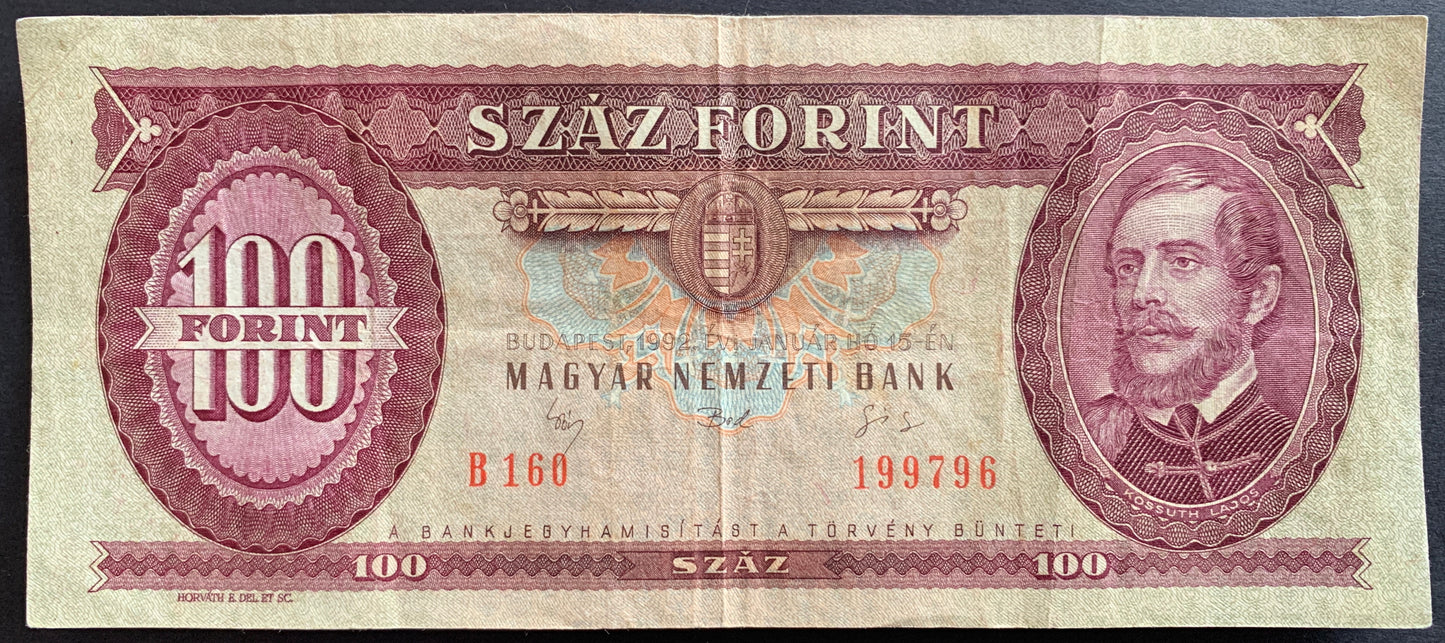 SZÁZ FORINT
100
FORINT
BUDAPEST, 1992. ÉVI JANUÁR HÓ 15-ÉN
MAGYAR NEMZETI BANK
B 160 199796
KOSSUTH LAJOS
A BANKJEGYHAMISÍTÁST A TÖRVÉNY BÜNTETI
100 SZÁZ 100
HORVÁTH E. DEL. ET SC.